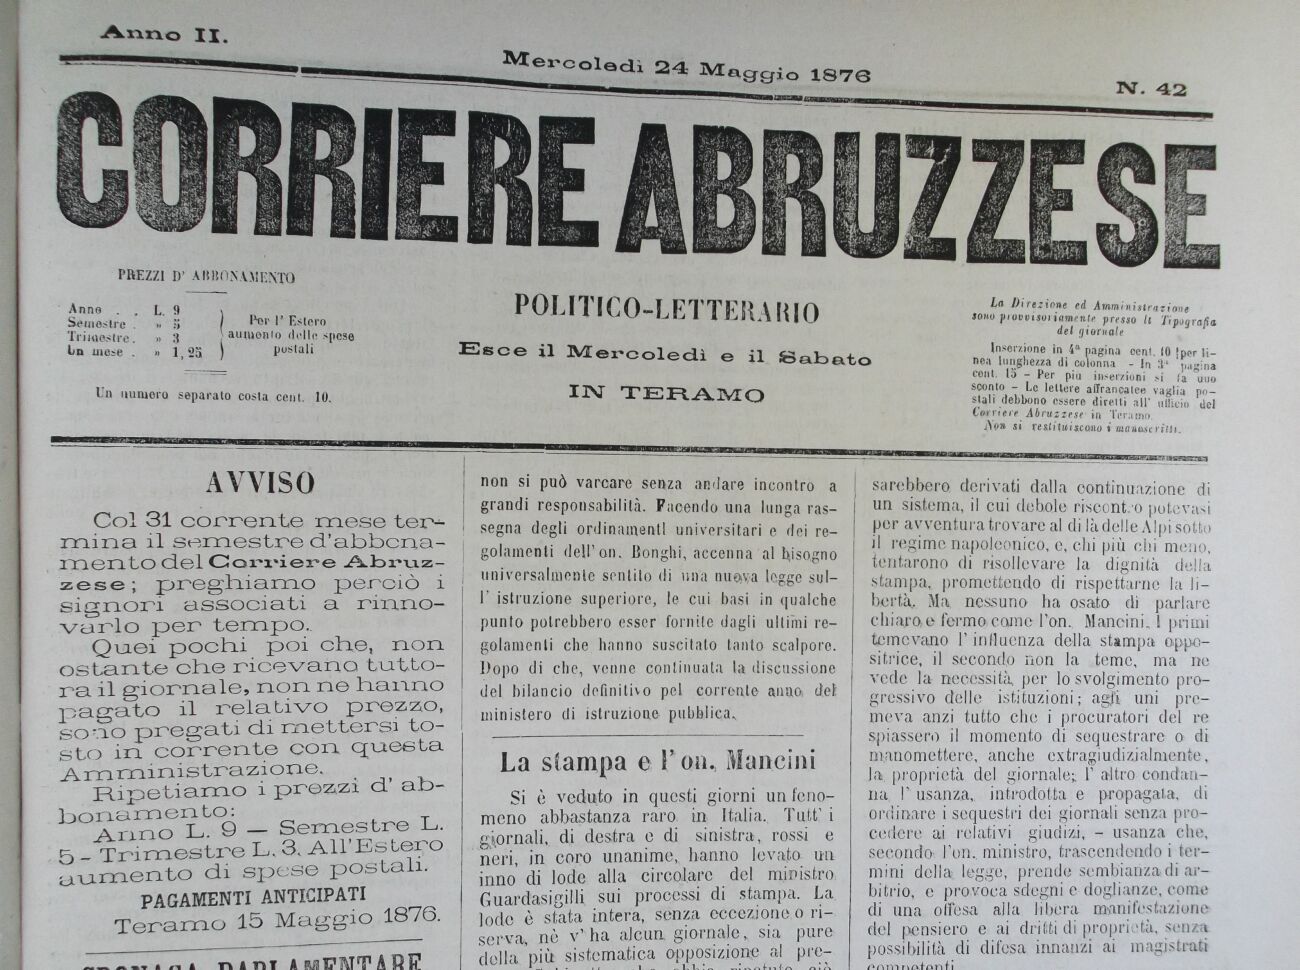 Anno II.
Mercoledì 24 Maggio 1876
N. 42
CORRIERE ABRUZZESE
PREZZI D' ABBONAMENTO
Anno . . L. 9
Semestre . » 5
Trimestre . » 3
Un mese . » 1,25
Per l' Estero
aumento delle spese
postali
Un numero separato costa cent. 10.
POLITICO-LETTERARIO
Esce il Mercoledì e il Sabato
IN TERAMO
La Direzione ed Amministrazione
sono provvisoriamente presso la Tipografia
del giornale
Inserzione in 4ª pagina cent. 10 per li-
nea lunghezza di colonna - In 3ª pagina
cent. 15 - Per più inserzioni si fa uno
sconto - Le lettere affrancate e vaglia po-
stali debbono essere diretti all' ufficio del
Corriere Abruzzese in Teramo.
Non si restituiscono i manoscritti.
AVVISO
Col 31 corrente mese ter-
mina il semestre d'abbona-
mento del Corriere Abruz-
zese; preghiamo perciò i
signori associati a rinno-
varlo per tempo.
Quei pochi poi che, non
ostante che ricevano tutto-
ra il giornale, non ne hanno
pagato il relativo prezzo,
sono pregati di mettersi to-
sto in corrente con questa
Amministrazione.
Ripetiamo i prezzi d' ab-
bonamento:
Anno L. 9 — Semestre L.
5 - Trimestre L. 3. All'Estero
aumento di spese postali.
PAGAMENTI ANTICIPATI
Teramo 15 Maggio 1876.
CRONACA PARLAMENTARE
non si può varcare senza andare incontro a
grandi responsabilità. Facendo una lunga ras-
segna degli ordinamenti universitari e dei re-
golamenti dell'on. Bonghi, accenna al bisogno
universalmente sentito di una nuova legge sul-
l' istruzione superiore, le cui basi in qualche
punto potrebbero esser fornite dagli ultimi re-
golamenti che hanno suscitato tanto scalpore.
Dopo di che, venne continuata la discussione
del bilancio definitivo pel corrente anno del
ministero di istruzione pubblica.
La stampa e l'on. Mancini
Si è veduto in questi giorni un feno-
meno abbastanza raro in Italia. Tutt' i
giornali, di destra e di sinistra, rossi e
neri, in coro unanime, hanno levato un
inno di lode alla circolare del ministro
Guardasigilli sui processi di stampa. La
lode è stata intera, senza eccezione o ri-
serva, nè v' ha alcun giornale, sia pure
della più sistematica opposizione al pre-
sarebbero derivati dalla continuazione di
un sistema, il cui debole riscontro potevasi
per avventura trovare al di là delle Alpi sotto
il regime napoleonico, e, chi più chi meno,
tentarono di risollevare la dignità della
stampa, promettendo di rispettarne la li-
bertà. Ma nessuno ha osato di parlare
chiaro e fermo come l'on. Mancini. I primi
temevano l' influenza della stampa oppo-
sitrice, il secondo non la teme, ma ne
vede la necessità per lo svolgimento pro-
gressivo delle istituzioni; agli uni pre-
meva anzi tutto che i procuratori del re
spiassero il momento di sequestrare o di
manomettere, anche extragiudizialmente,
la proprietà del giornale; l' altro condan-
na l' usanza, introdotta e propagata, di
ordinare i sequestri dei giornali senza pro-
cedere ai relativi giudizi, - usanza che,
secondo l'on. ministro, trascendendo i ter-
mini della legge, prende sembianza di ar-
bitrio, e provoca sdegni e doglianze, come
di una offesa alla libera manifestazione
del pensiero e ai dritti di proprietà, senza
possibilità di difesa innanzi ai magistrati
competenti.